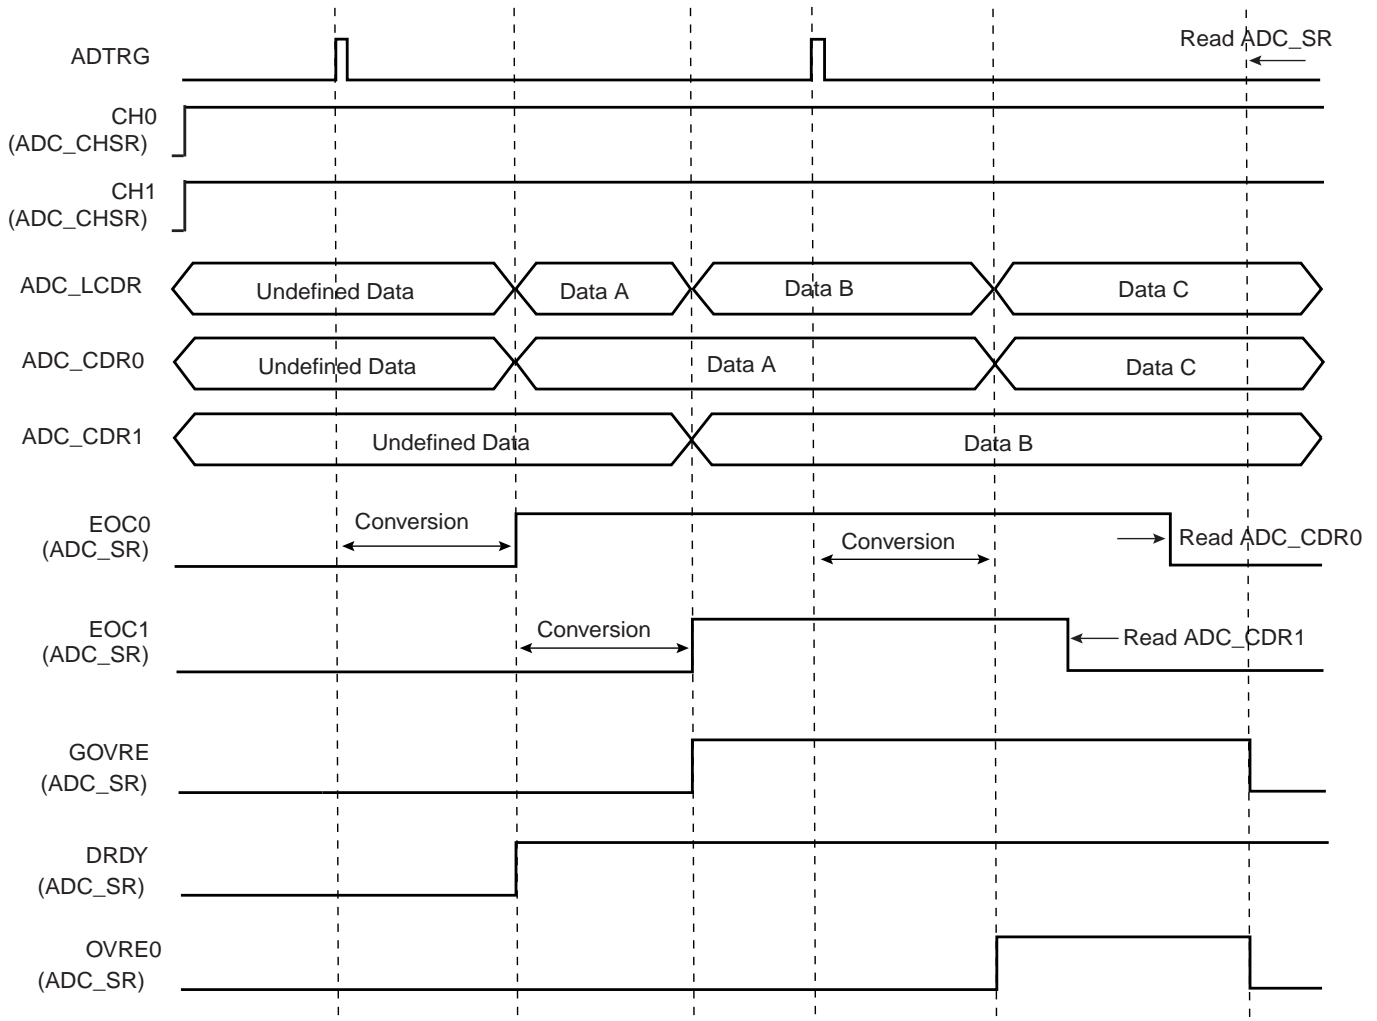 ADTRG
Read ADC_SR
CH0
(ADC_CHSR)
CH1
(ADC_CHSR)
ADC_LCDR
Undefined Data
Data A
Data B
Data C
ADC_CDR0
Undefined Data
Data A
Data C
ADC_CDR1
Undefined Data
Data B
EOC0
(ADC_SR)
Conversion
Conversion
Read ADC_CDR0
EOC1
(ADC_SR)
Conversion
Read ADC_CDR1
GOVRE
(ADC_SR)
DRDY
(ADC_SR)
OVRE0
(ADC_SR)